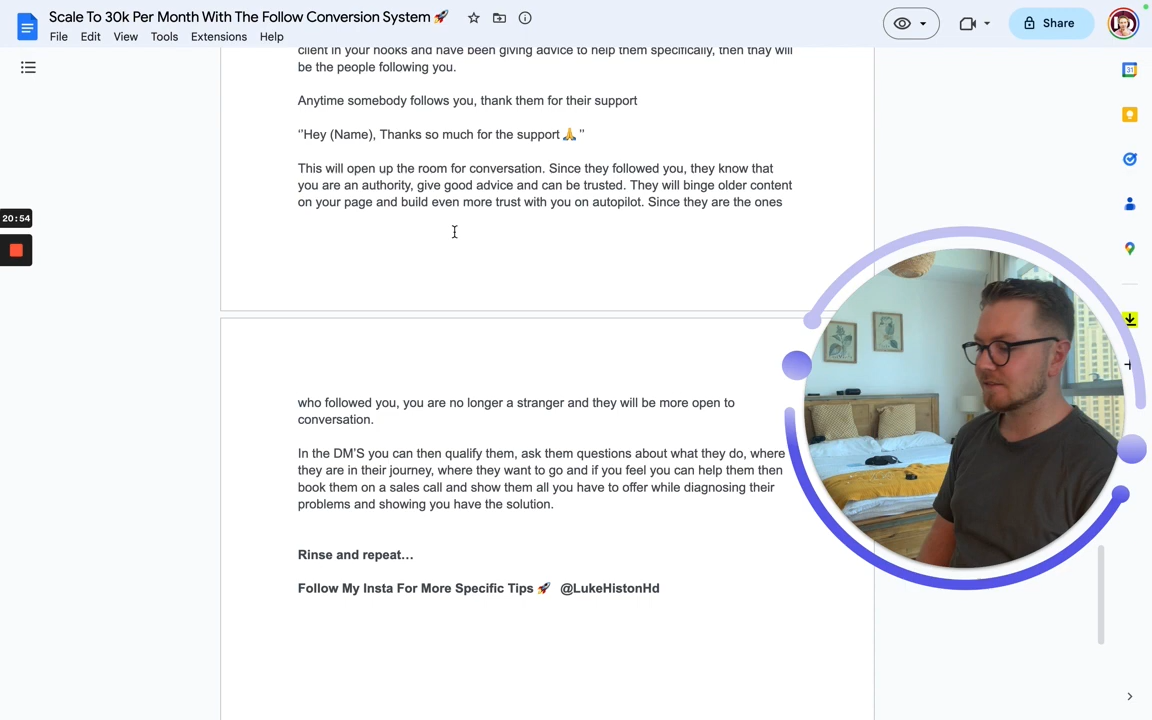 Scale To 30k Per Month With The Follow Conversion System 🚀
File Edit View Tools Extensions Help
Share
31
20:54
client in your hooks and have been giving advice to help them specifically, then thay will
be the people following you.
Anytime somebody follows you, thank them for their support
‘’Hey (Name), Thanks so much for the support 🙏 ’’
This will open up the room for conversation. Since they followed you, they know that
you are an authority, give good advice and can be trusted. They will binge older content
on your page and build even more trust with you on autopilot. Since they are the ones
who followed you, you are no longer a stranger and they will be more open to
conversation.
In the DM’S you can then qualify them, ask them questions about what they do, where
they are in their journey, where they want to go and if you feel you can help them then
book them on a sales call and show them all you have to offer while diagnosing their
problems and showing you have the solution.
Rinse and repeat…
Follow My Insta For More Specific Tips 🚀 @LukeHistonHd